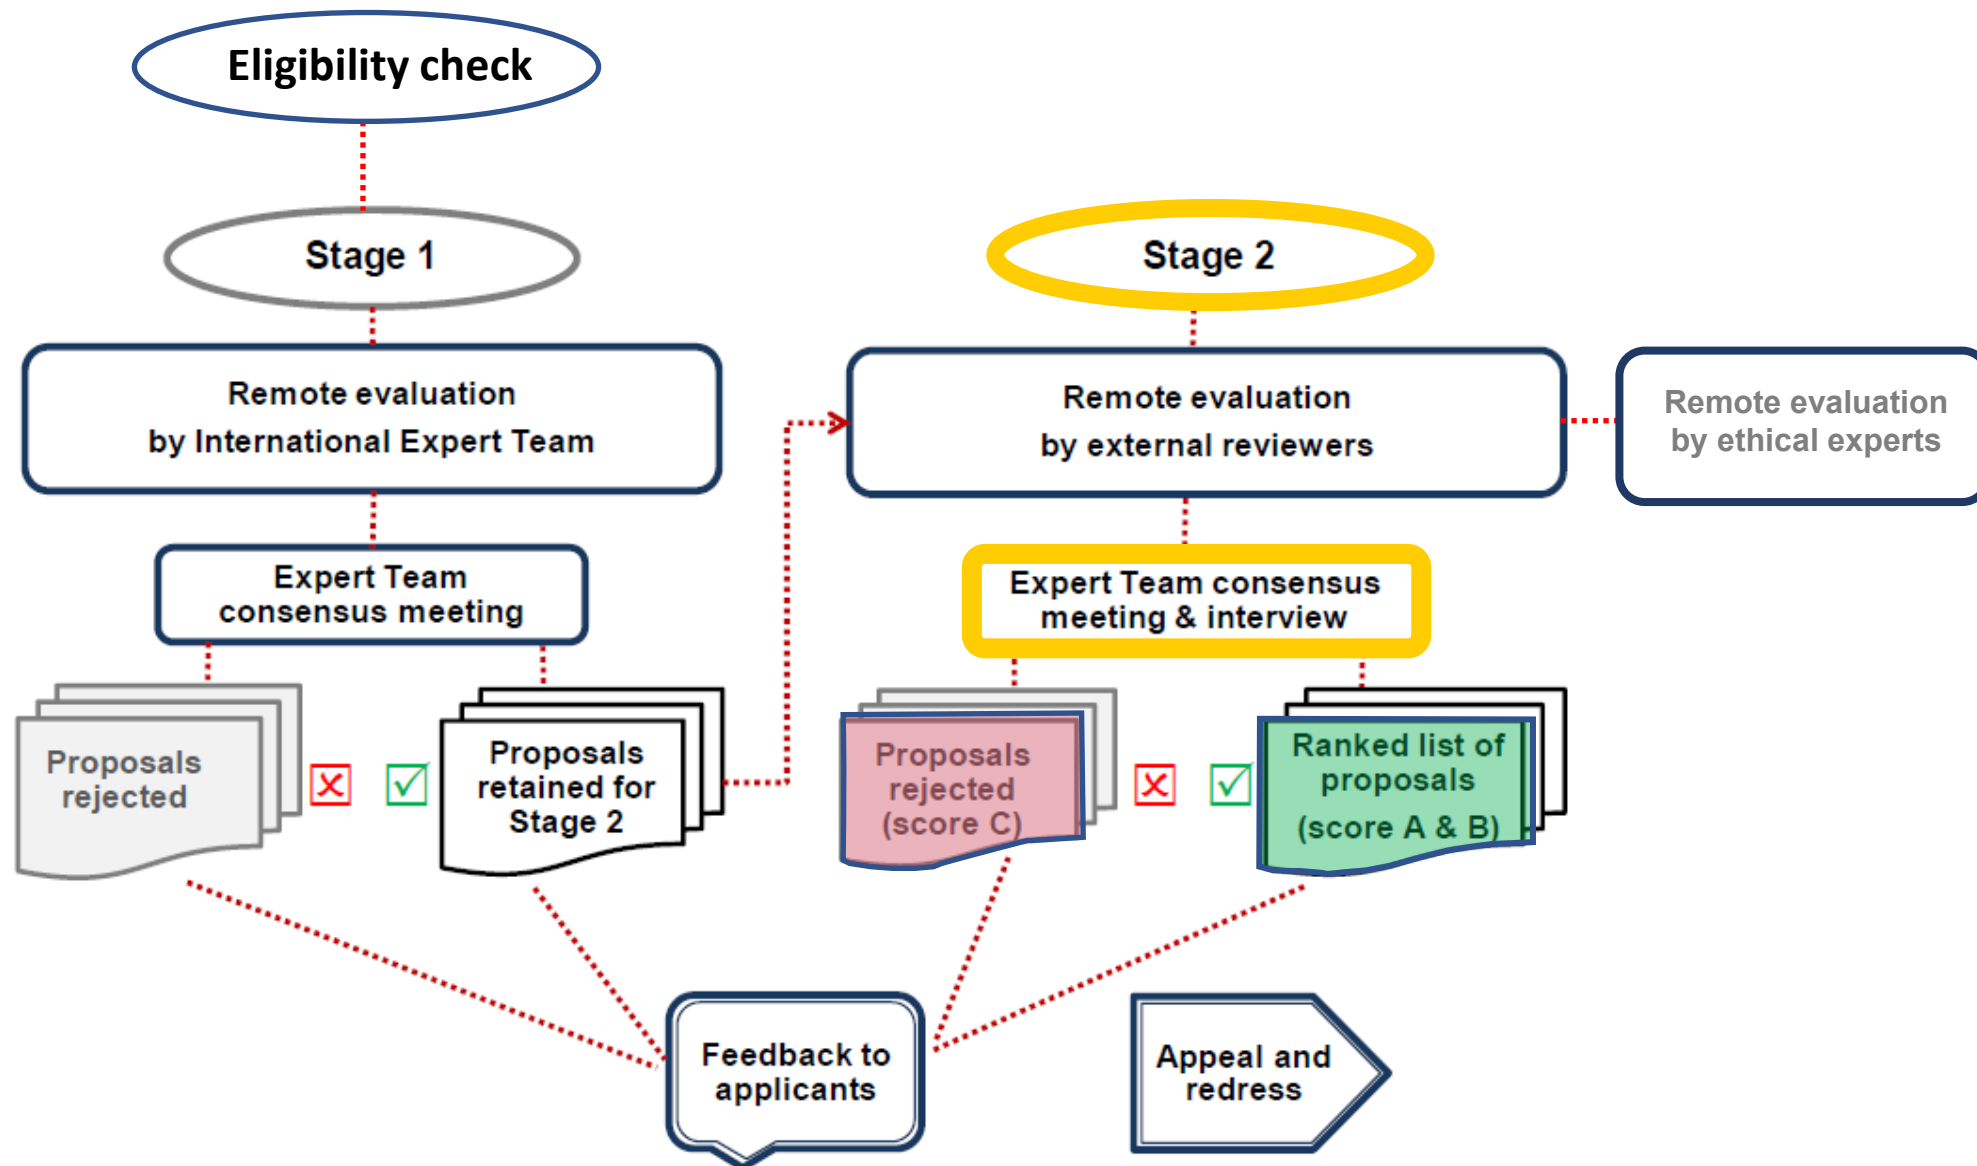 Eligibility check
Stage 1
Remote evaluation
by International Expert Team
Expert Team
consensus meeting
Proposals
rejected
Proposals
retained for
Stage 2
Stage 2
Remote evaluation
by external reviewers
Remote evaluation
by ethical experts
Expert Team consensus
meeting & interview
Proposals
rejected
(score C)
Ranked list of
proposals
(score A & B)
Feedback to
applicants
Appeal and
redress